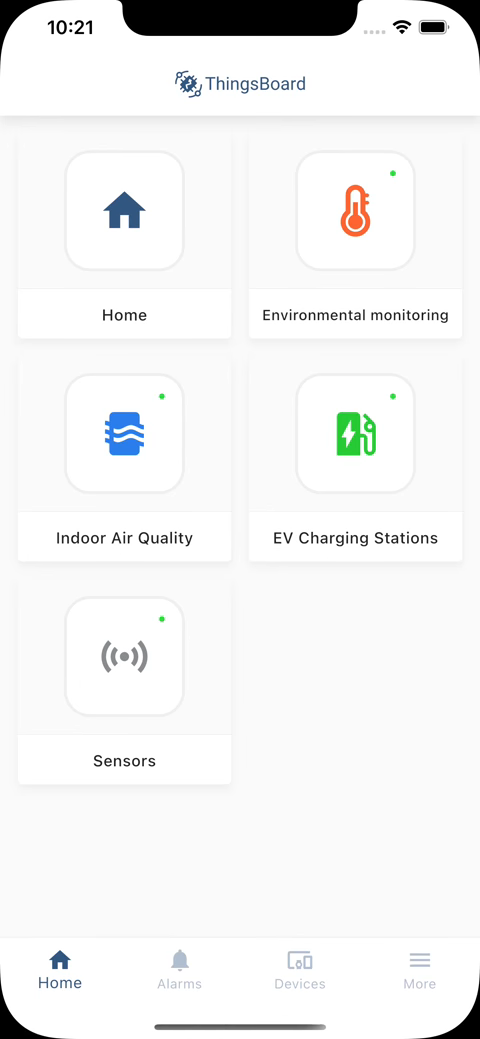 10:21
ThingsBoard
Home
Environmental monitoring
Indoor Air Quality
EV Charging Stations
Sensors
Home
Alarms
Devices
More